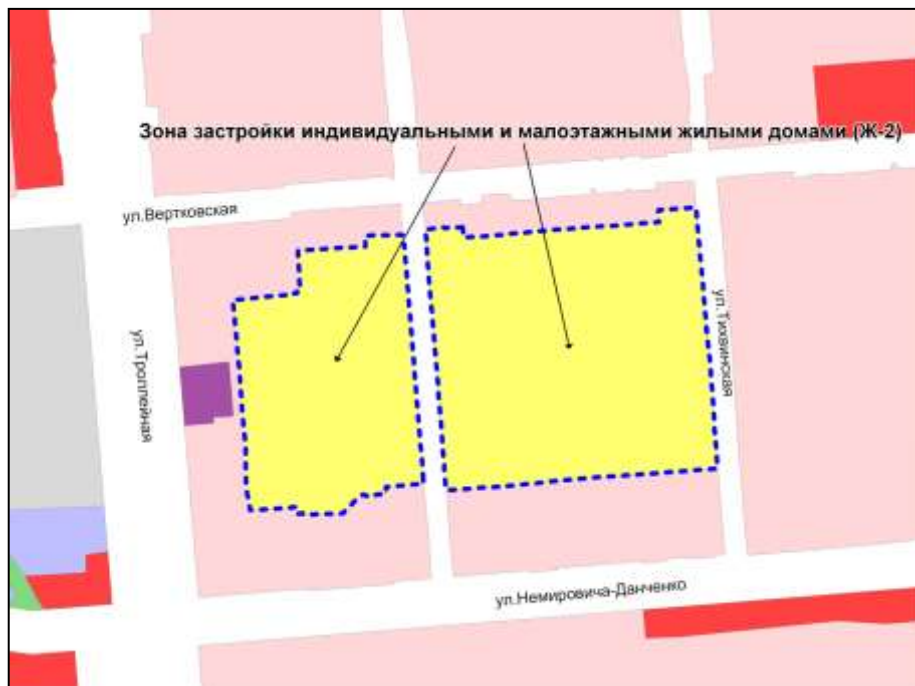 Зона застройки индивидуальными и малоэтажными жилыми домами (Ж-2)
ул.Вертковская
ул.Троллейная
ул.Тихвинская
ул.Немировича-Данченко